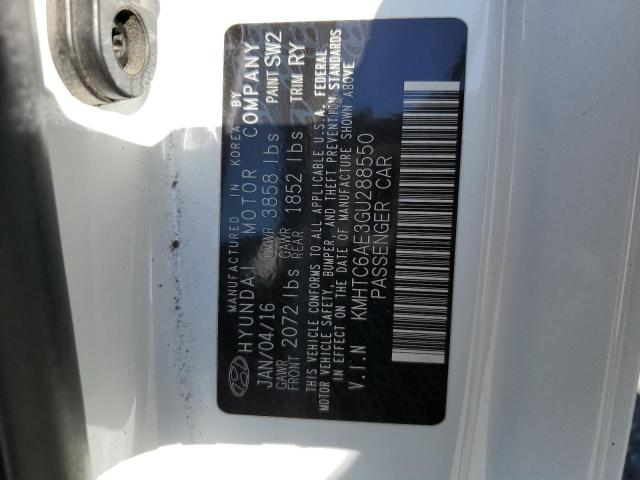 MANUFACTURED IN KOREA BY
HYUNDAI MOTOR COMPANY
JAN/04/16 GVWR 3858 lbs PAINT SW2
GAWR FRONT 2072 lbs GAWR REAR 1852 lbs TRIM RY
THIS VEHICLE CONFORMS TO ALL APPLICABLE U.S.A. FEDERAL
MOTOR VEHICLE SAFETY, BUMPER, AND THEFT PREVENTION STANDARDS
IN EFFECT ON THE DATE OF MANUFACTURE SHOWN ABOVE
V.I.N KMHTC6AE3GU288550
PASSENGER CAR